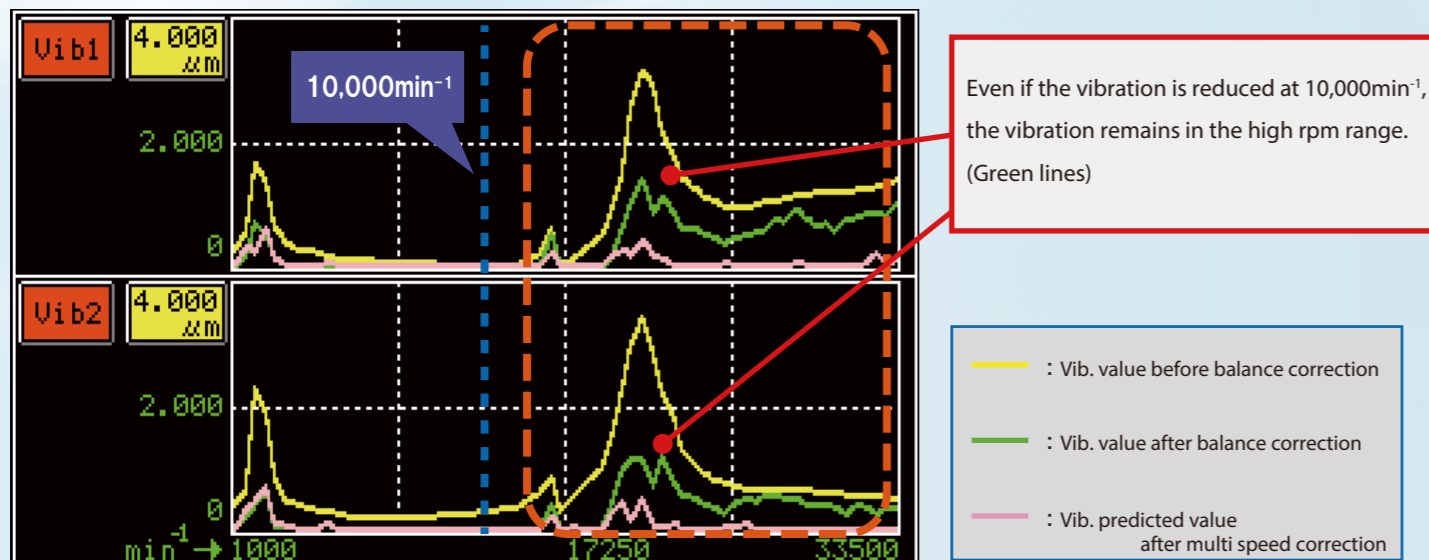 Vib1
4.000
μm
2.000
0
10,000min⁻¹
Even if the vibration is reduced at 10,000min⁻¹,
the vibration remains in the high rpm range.
(Green lines)
Vib2
4.000
μm
2.000
0
min⁻¹→1000 17250 33500
: Vib. value before balance correction
: Vib. value after balance correction
: Vib. predicted value
after multi speed correction